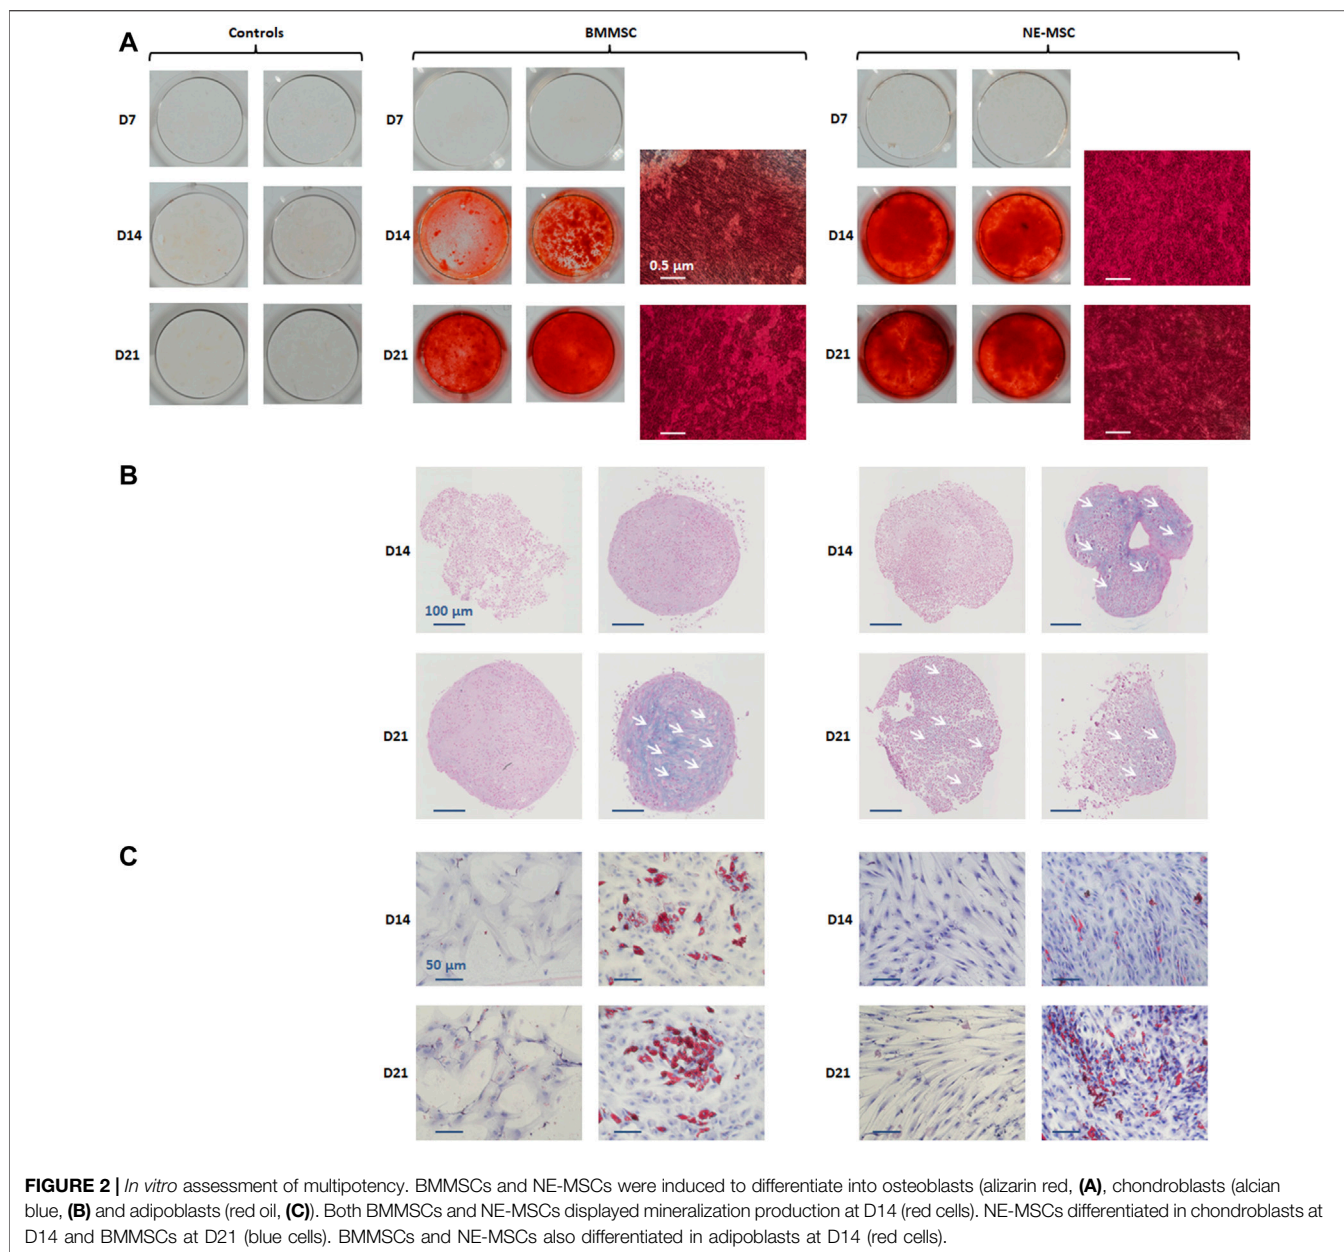 A
Controls
BMMSC
NE-MSC
D7
D7
D7
D14
D14
0.5 μm
D14
D21
D21
D21
B
D14
100 μm
D14
D21
D21
C
D14
50 μm
D14
D21
D21
FIGURE 2 | In vitro assessment of multipotency. BMMSCs and NE-MSCs were induced to differentiate into osteoblasts (alizarin red, (A), chondroblasts (alcian
blue, (B) and adipoblasts (red oil, (C)). Both BMMSCs and NE-MSCs displayed mineralization production at D14 (red cells). NE-MSCs differentiated in chondroblasts at
D14 and BMMSCs at D21 (blue cells). BMMSCs and NE-MSCs also differentiated in adipoblasts at D14 (red cells).